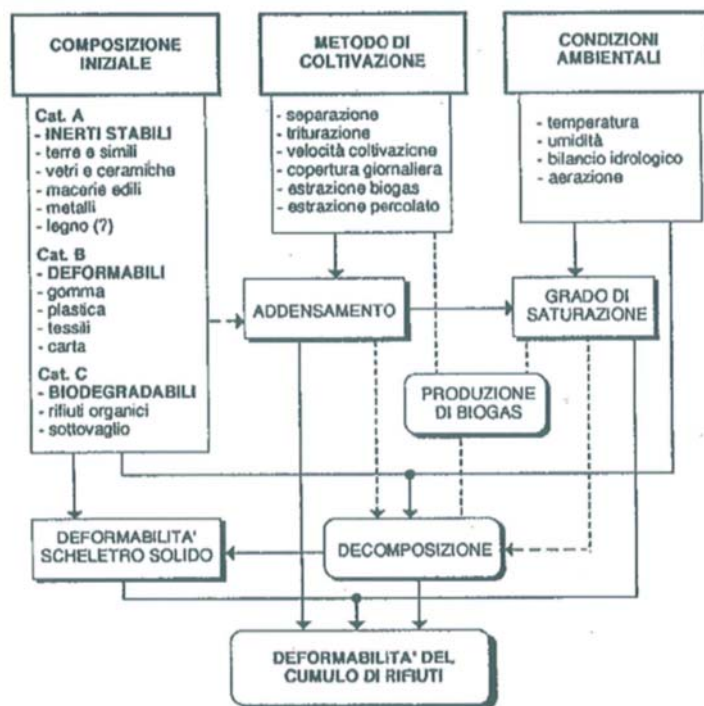 COMPOSIZIONE
INIZIALE
Cat. A
- INERTI STABILI
- terre e simili
- vetri e ceramiche
- macerie edili
- metalli
- legno (?)
Cat. B
- DEFORMABILI
- gomma
- plastica
- tessili
- carta
Cat. C
- BIODEGRADABILI
- rifiuti organici
- sottovaglio
METODO DI
COLTIVAZIONE
- separazione
- triturazione
- velocità coltivazione
- copertura giornaliera
- estrazione biogas
- estrazione percolato
CONDIZIONI
AMBIENTALI
- temperatura
- umidità
- bilancio idrologico
- aerazione
ADDENSAMENTO
GRADO DI
SATURAZIONE
PRODUZIONE
DI BIOGAS
DEFORMABILITA'
SCHELETRO SOLIDO
DECOMPOSIZIONE
DEFORMABILITA' DEL
CUMULO DI RIFIUTI